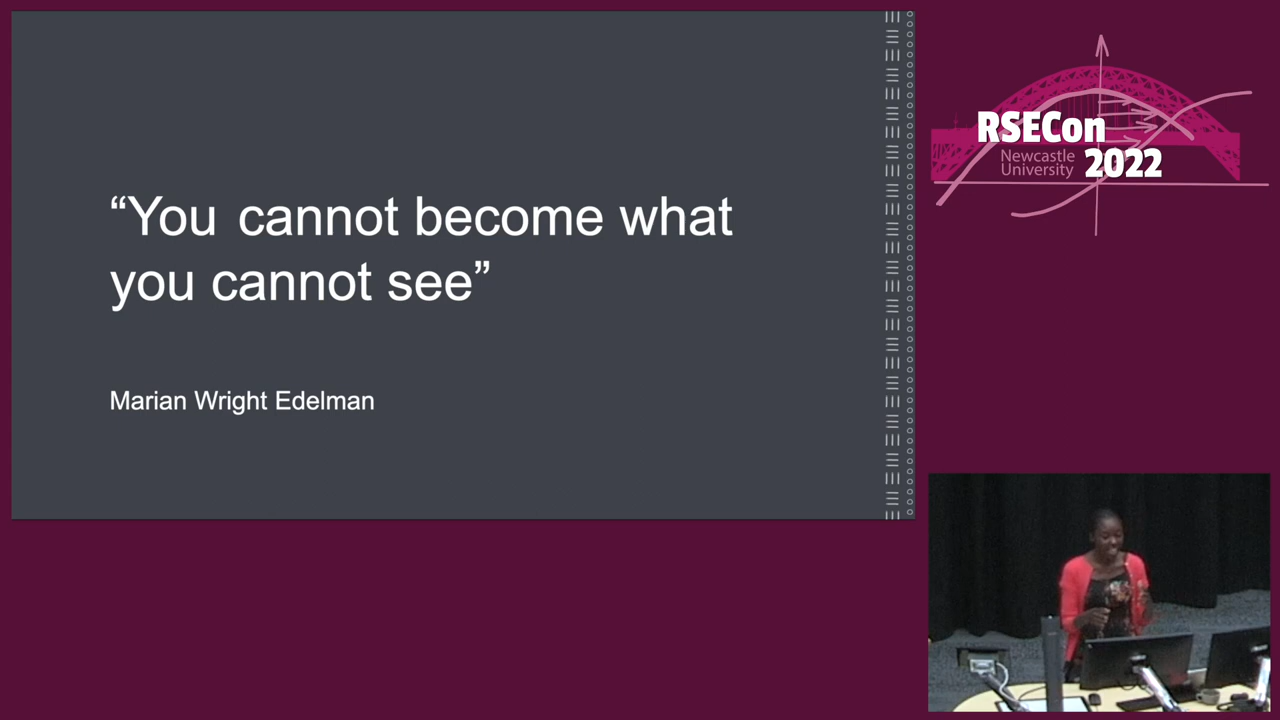 “You cannot become what
you cannot see”
Marian Wright Edelman
RSECon
Newcastle
University
2022